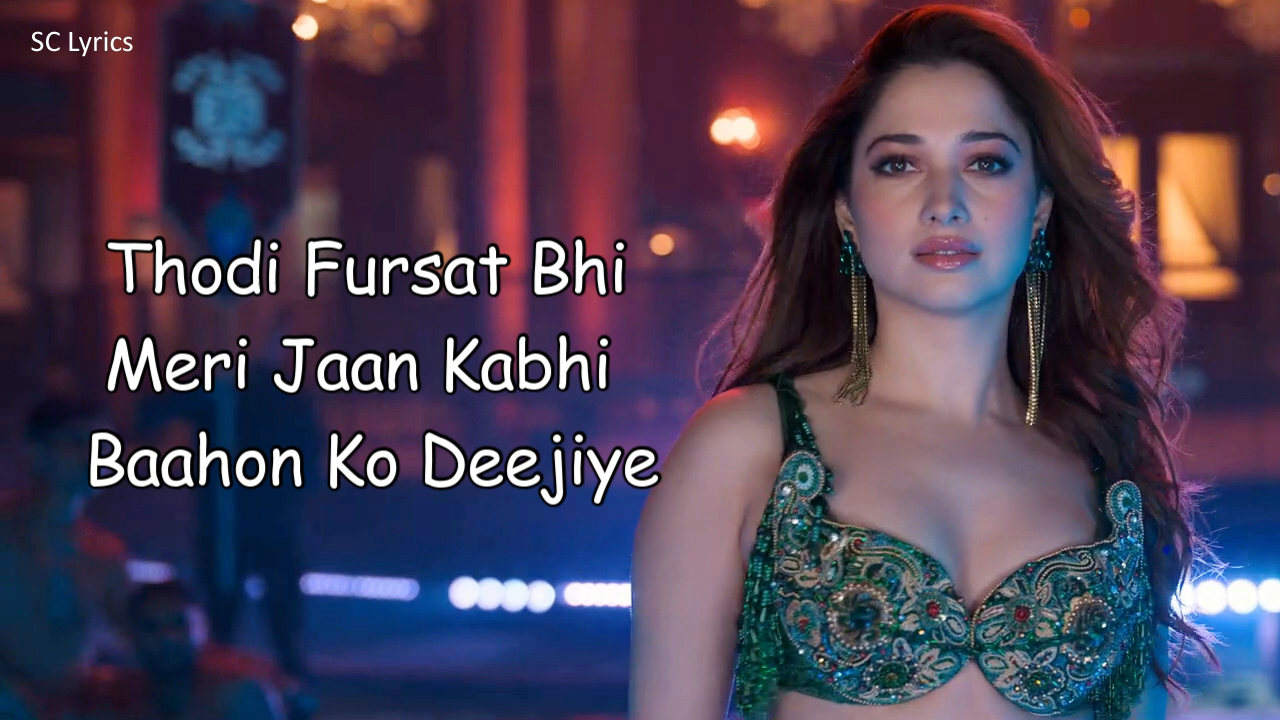 SC Lyrics
Thodi Fursat Bhi
Meri Jaan Kabhi
Baahon Ko Deejiye